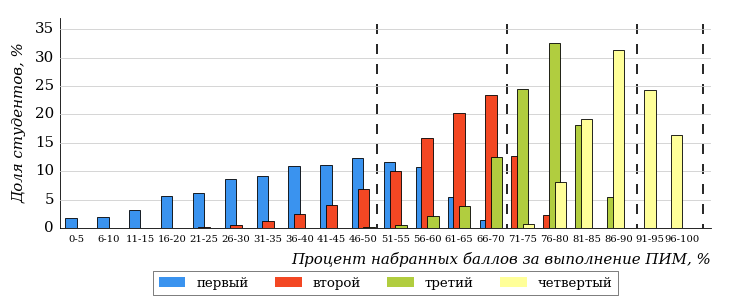 35
30
25
20
15
10
5
0
Доля студентов, %
0-5 6-10 11-15 16-20 21-25 26-30 31-35 36-40 41-45 46-50 51-55 56-60 61-65 66-70 71-75 76-80 81-85 86-90 91-95 96-100
Процент набранных баллов за выполнение ПИМ, %
первый второй третий четвертый